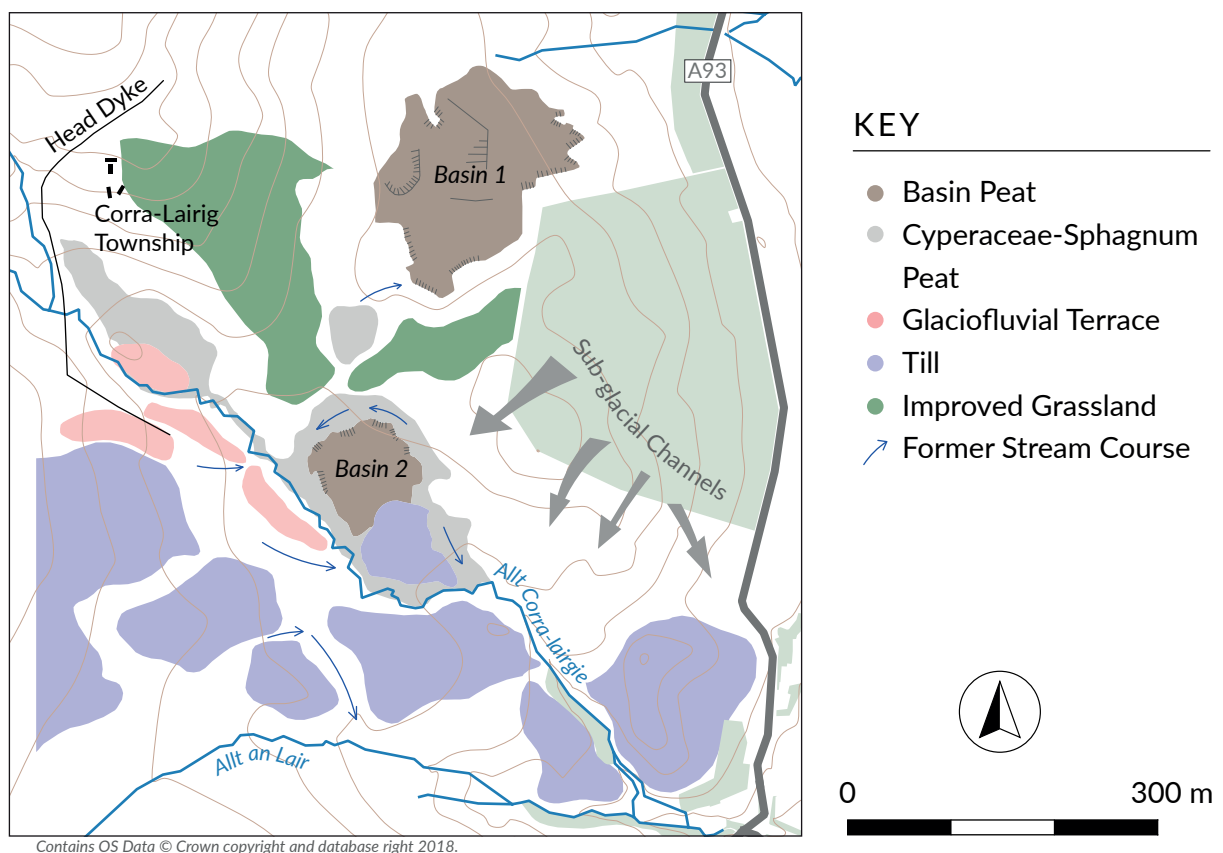 A93
Head Dyke
Basin 1
Corra-Lairig
Township
Sub-glacial Channels
Basin 2
Allt Corra-lairgie
Allt an Lair
Contains OS Data © Crown copyright and database right 2018.
KEY
Basin Peat
Cyperaceae-Sphagnum
Peat
Glaciofluvial Terrace
Till
Improved Grassland
Former Stream Course
0 300 m